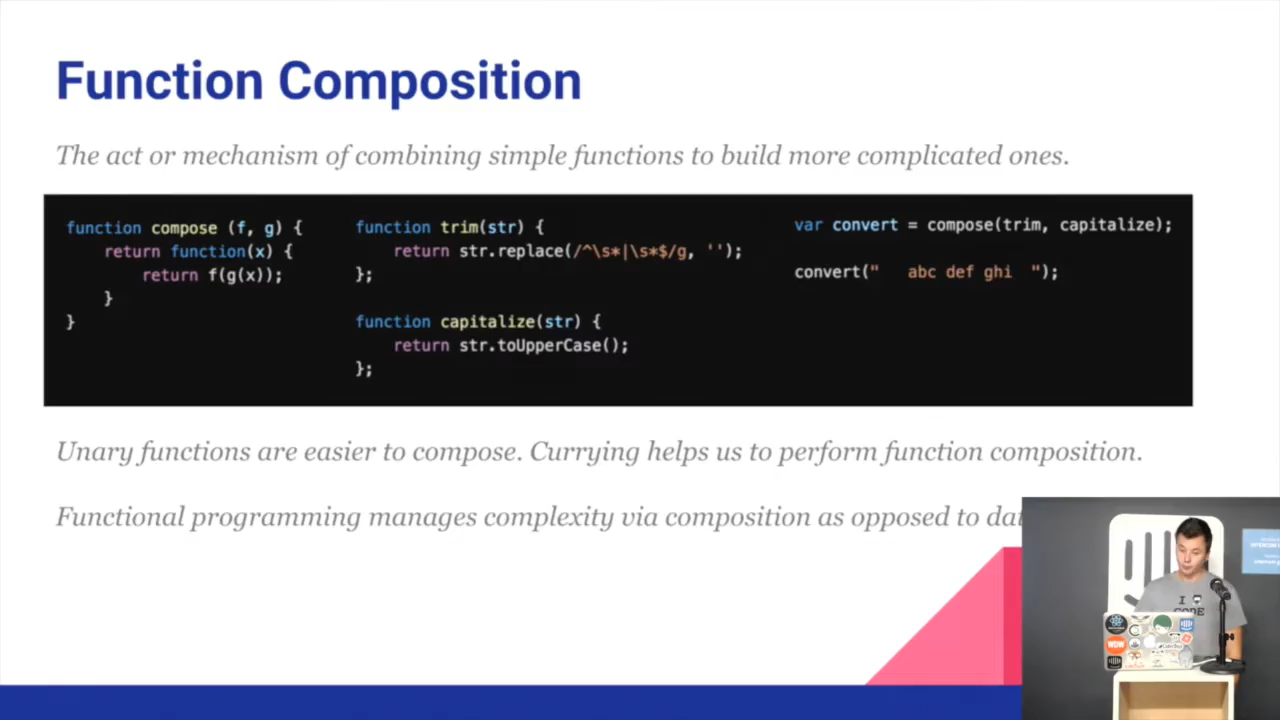 Function Composition
The act or mechanism of combining simple functions to build more complicated ones.
function compose (f, g) {
    return function(x) {
        return f(g(x));
    }
}
function trim(str) {
    return str.replace(/^\s*|\s*$/g, '');
};
function capitalize(str) {
    return str.toUpperCase();
};
var convert = compose(trim, capitalize);
convert("   abc def ghi  ");
Unary functions are easier to compose. Currying helps us to perform function composition.
Functional programming manages complexity via composition as opposed to
I
CODE
WOW